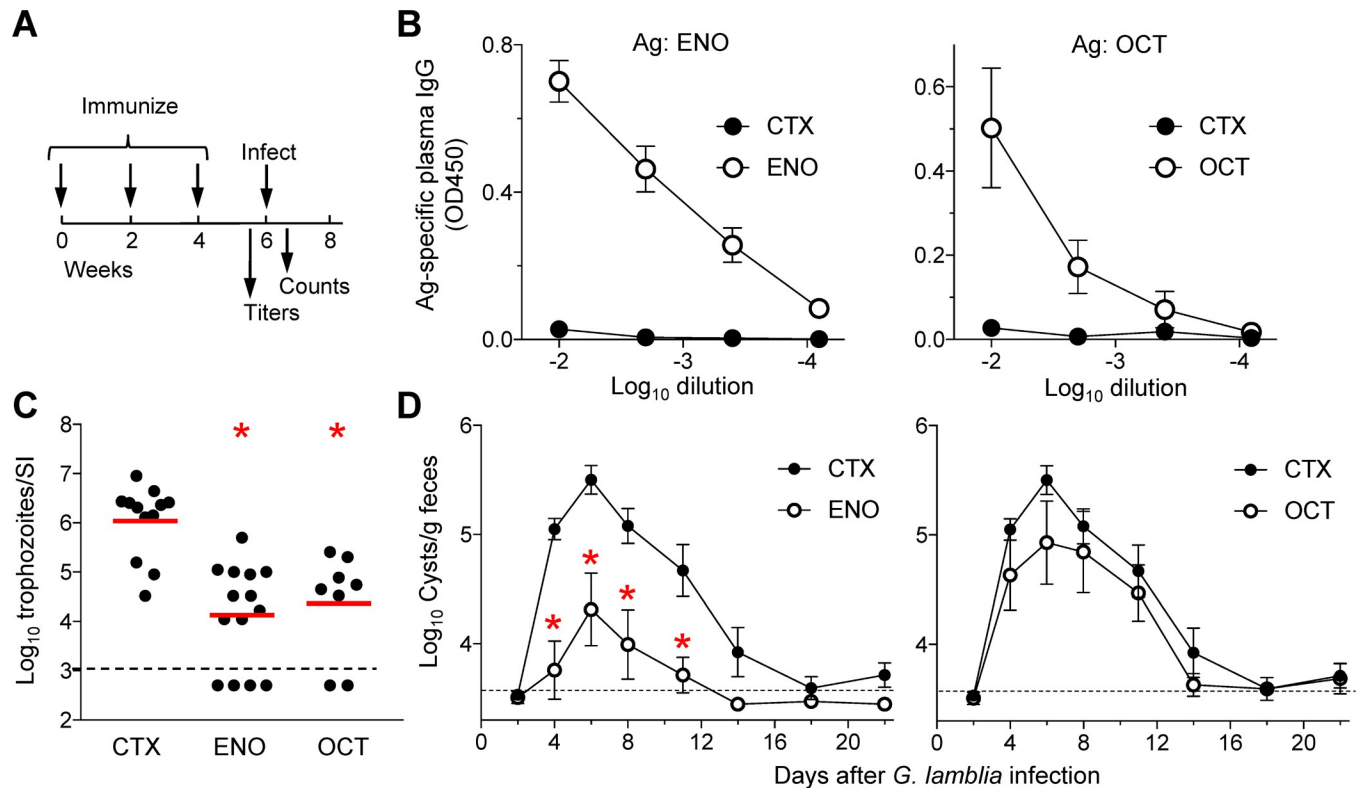 A
Immunize
Infect
0 2 4 6 8
Weeks
Counts
Titers
B
Ag-specific plasma IgG
(OD450)
Ag: ENO
0.8
0.4
0.0
CTX
ENO
-2 -3 -4
Log10 dilution
Ag: OCT
0.6
0.4
0.2
0.0
CTX
OCT
-2 -3 -4
Log10 dilution
C
Log10 trophozoites/SI
8
7
6
5
4
3
2
* *
CTX ENO OCT
D
Log10 Cysts/g feces
6
5
4
CTX
ENO
* * * *
0 4 8 12 16 20
6
5
4
CTX
OCT
0 4 8 12 16 20
Days after G. lamblia infection